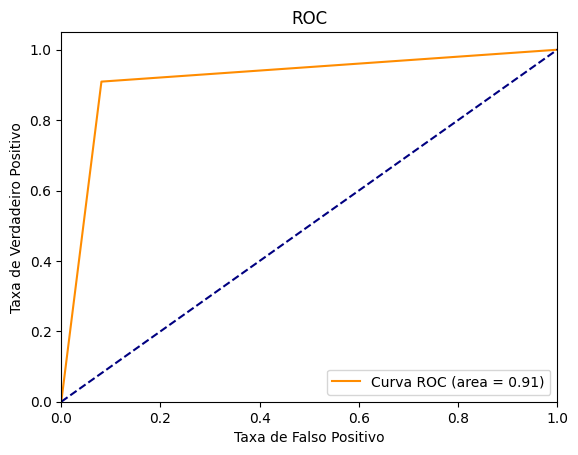 ROC
Taxa de Verdadeiro Positivo
1.0
0.8
0.6
0.4
0.2
0.0
0.0 0.2 0.4 0.6 0.8 1.0
Taxa de Falso Positivo
Curva ROC (area = 0.91)